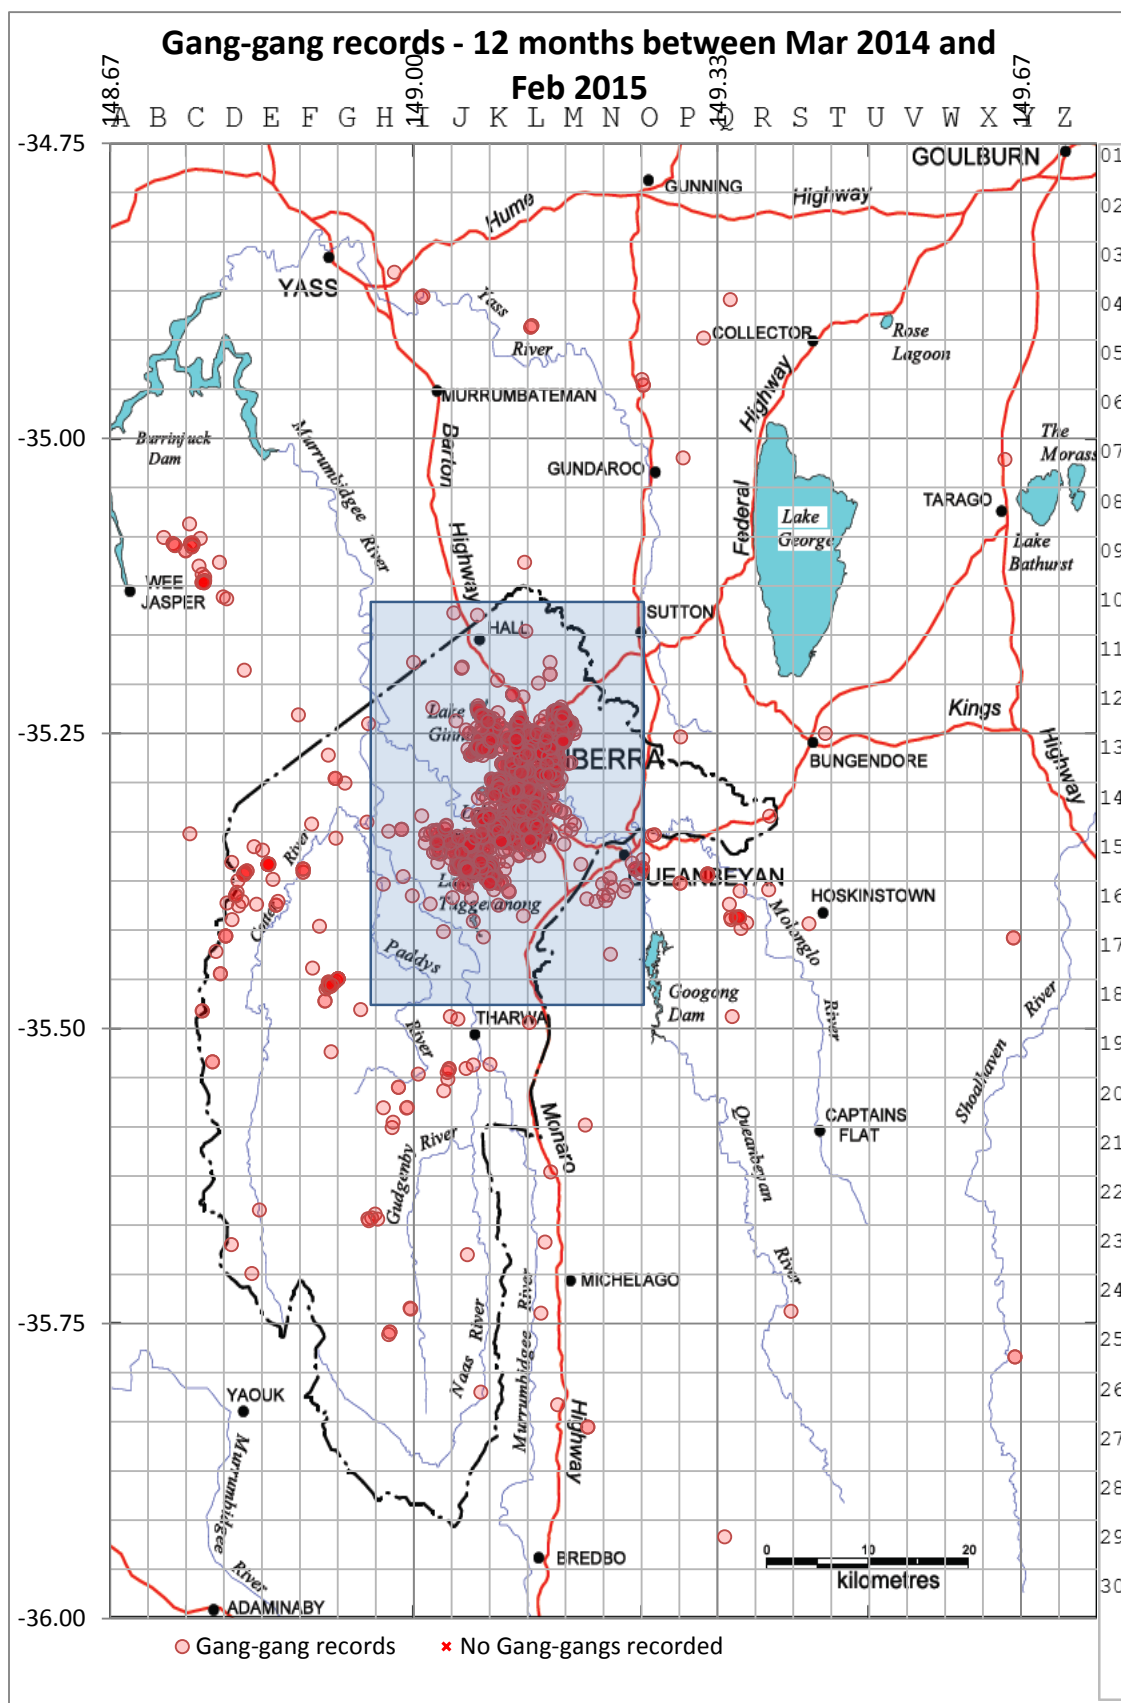 Gang-gang records - 12 months between Mar 2014 and
Feb 2015
148.67
149.00
149.33
149.67
A B C D E F G H I J K L M N O P Q R S T U V W X Y Z
-34.75
01
GOULBURN
GUNNING
02
Hume
Highway
03
YASS
04
Yass
River
COLLECTOR
Rose
Lagoon
05
MURRUMBATEMAN
Highway
06
-35.00
Burrinjuck
Dam
Murrumbidgee
River
Barton
Highway
GUNDAROO
The
Morass
07
08
TARAGO
Federal
Lake
George
Lake
Bathurst
09
WEE
JASPER
10
SUTTON
HALL
11
12
Lake
Kings
Highway
-35.25
13
BERRA
BUNGENDORE
14
15
River
QUEANBEYAN
Tuggeranong
HOSKINSTOWN
16
Molonglo
River
17
Paddys
River
Googong
Dam
18
-35.50
THARWA
19
Shoalhaven
River
20
Monaro
Highway
CAPTAINS
FLAT
21
Gudgenby
River
Queanbeyan
River
22
23
MICHELAGO
24
-35.75
25
Naas
River
Murrumbidgee
River
26
YAOUK
27
Murrumbidgee
River
28
29
BREDBO
0 10 20
kilometres
30
-36.00
ADAMINABY
Gang-gang records
No Gang-gangs recorded